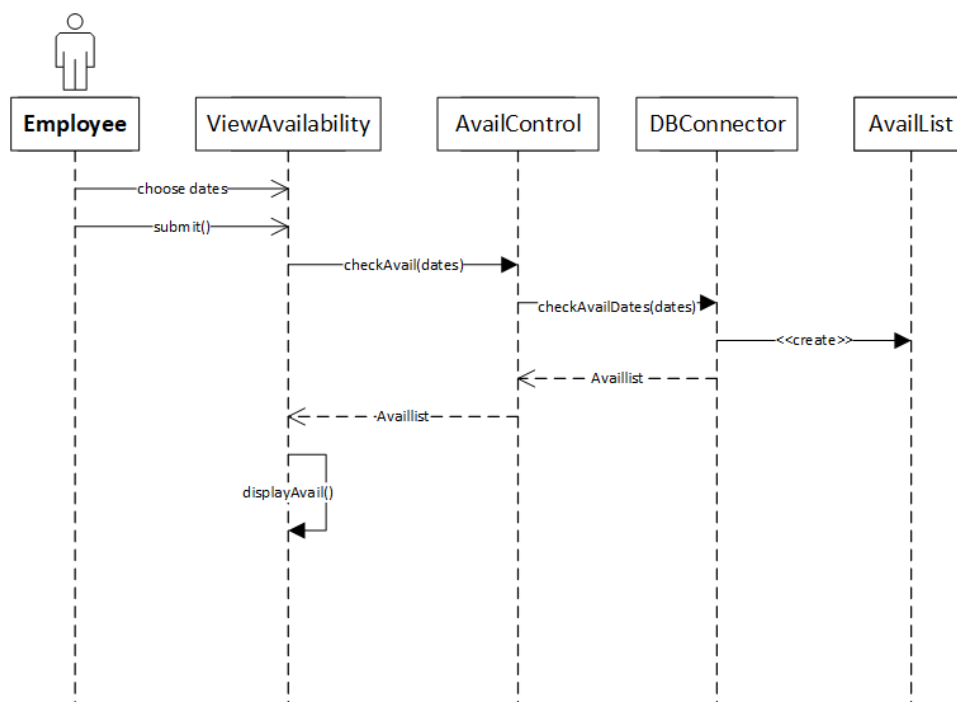 Employee
ViewAvailability
AvailControl
DBConnector
AvailList
choose dates
submit()
checkAvail(dates)
checkAvailDates(dates)
<<create>>
Availlist
Availlist
displayAvail()